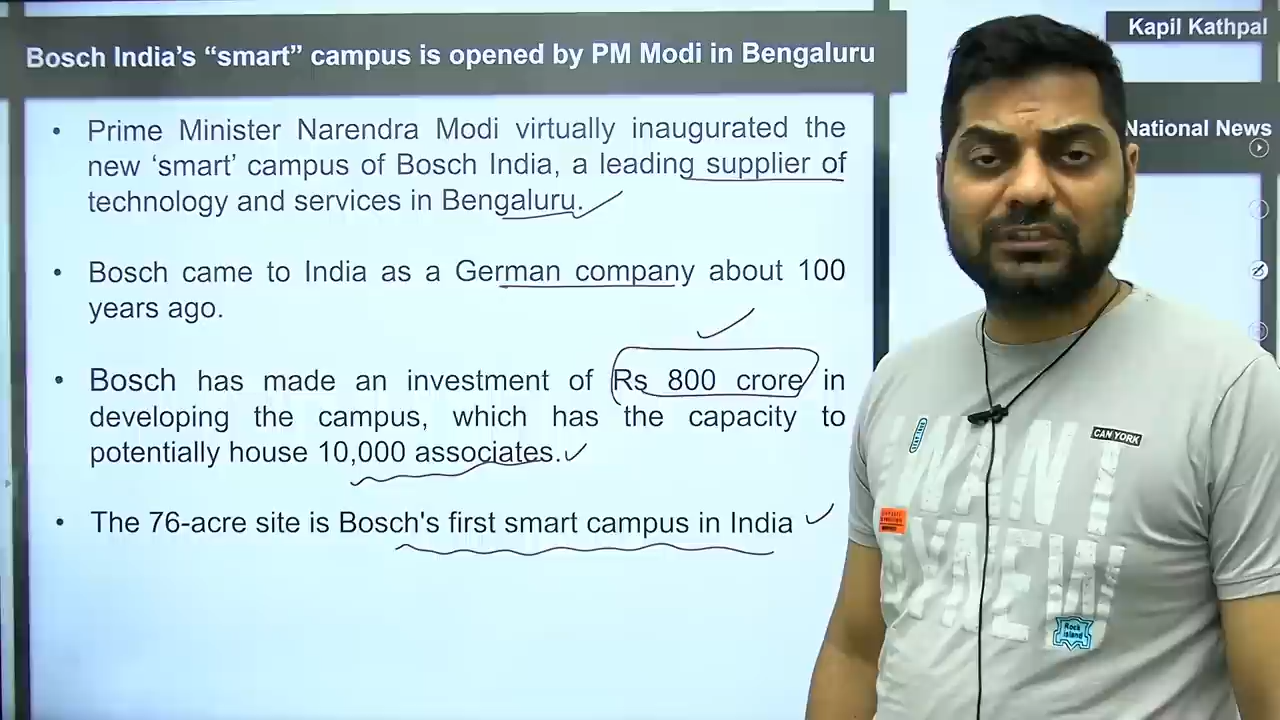 Bosch India's “smart” campus is opened by PM Modi in Bengaluru
Kapil Kathpal
National News
• Prime Minister Narendra Modi virtually inaugurated the
new ‘smart’ campus of Bosch India, a leading supplier of
technology and services in Bengaluru.
• Bosch came to India as a German company about 100
years ago.
• Bosch has made an investment of Rs 800 crore in
developing the campus, which has the capacity to
potentially house 10,000 associates.
• The 76-acre site is Bosch's first smart campus in India
CAN YORK
WANT
Rock
Island